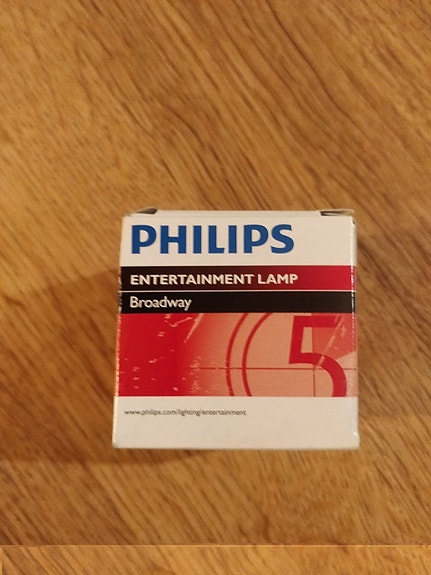 PHILIPS
ENTERTAINMENT LAMP
Broadway
5
www.philips.com/lighting/entertainment